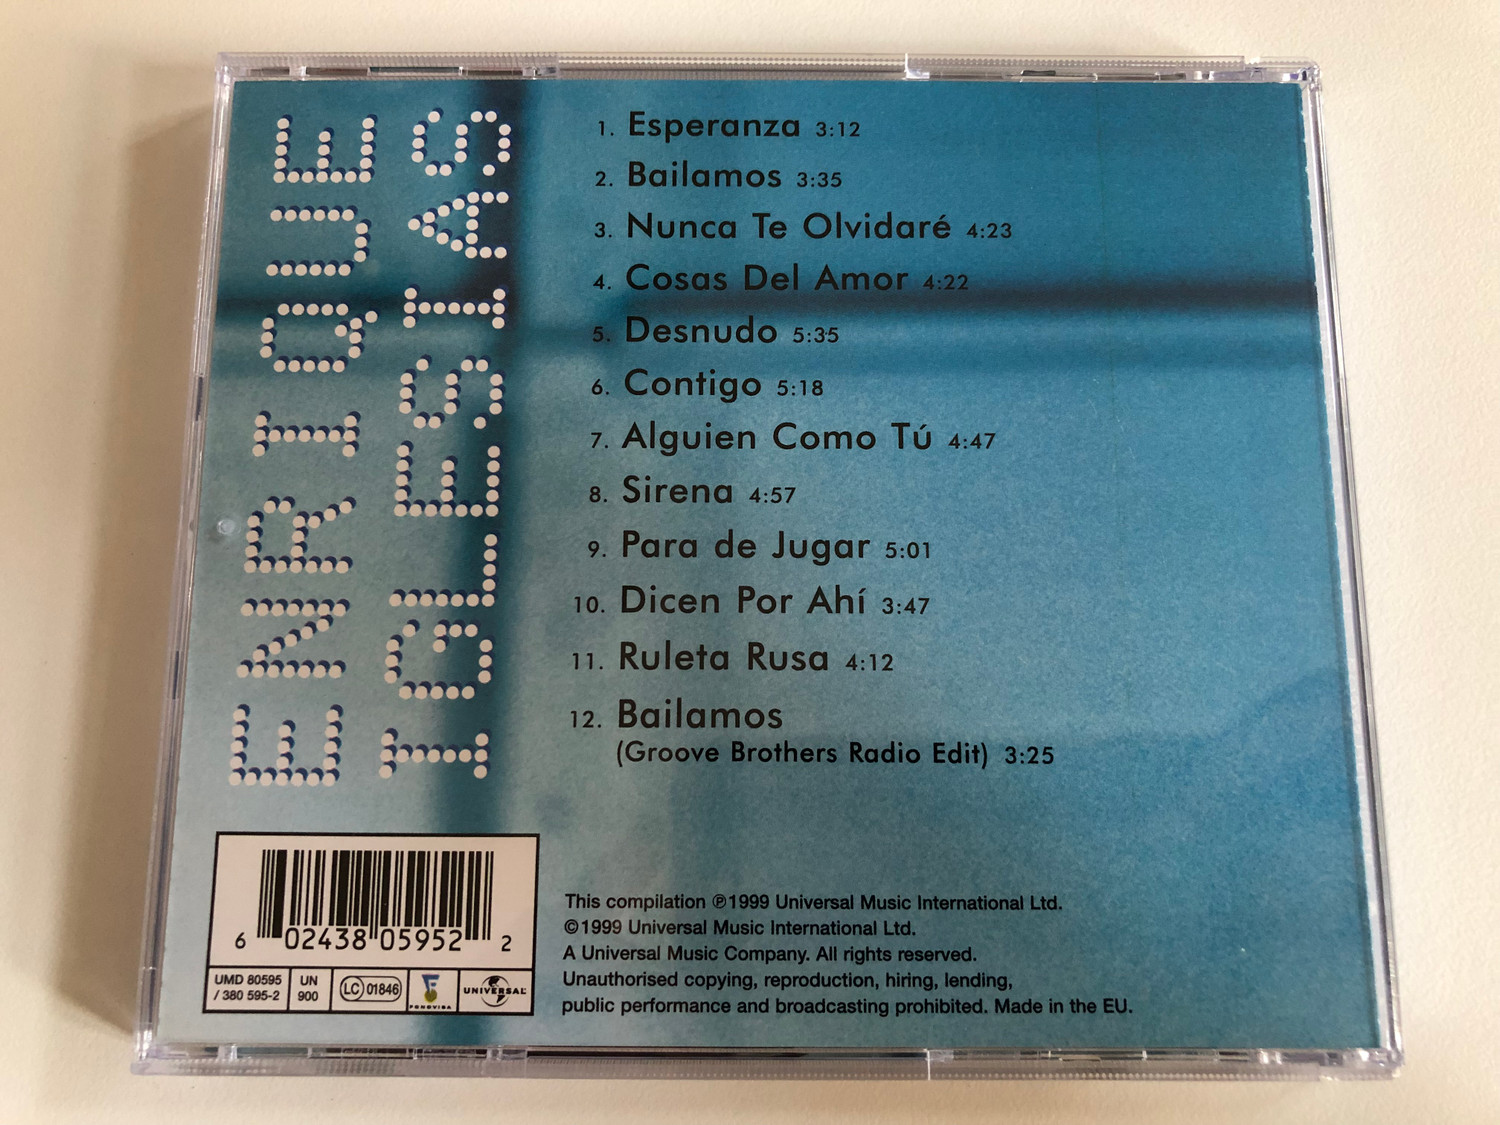 ENRIQUE
IGLESIAS
1. Esperanza 3:12
2. Bailamos 3:35
3. Nunca Te Olvidaré 4:23
4. Cosas Del Amor 4:22
5. Desnudo 5:35
6. Contigo 5:18
7. Alguien Como Tú 4:47
8. Sirena 4:57
9. Para de Jugar 5:01
10. Dicen Por Ahí 3:47
11. Ruleta Rusa 4:12
12. Bailamos
(Groove Brothers Radio Edit) 3:25
6 02438 05952 2
UMD 80595
/ 380 595-2
UN
900
LC 01846
FONOVISA
UNIVERSAL
This compilation ℗1999 Universal Music International Ltd.
©1999 Universal Music International Ltd.
A Universal Music Company. All rights reserved.
Unauthorised copying, reproduction, hiring, lending,
public performance and broadcasting prohibited. Made in the EU.